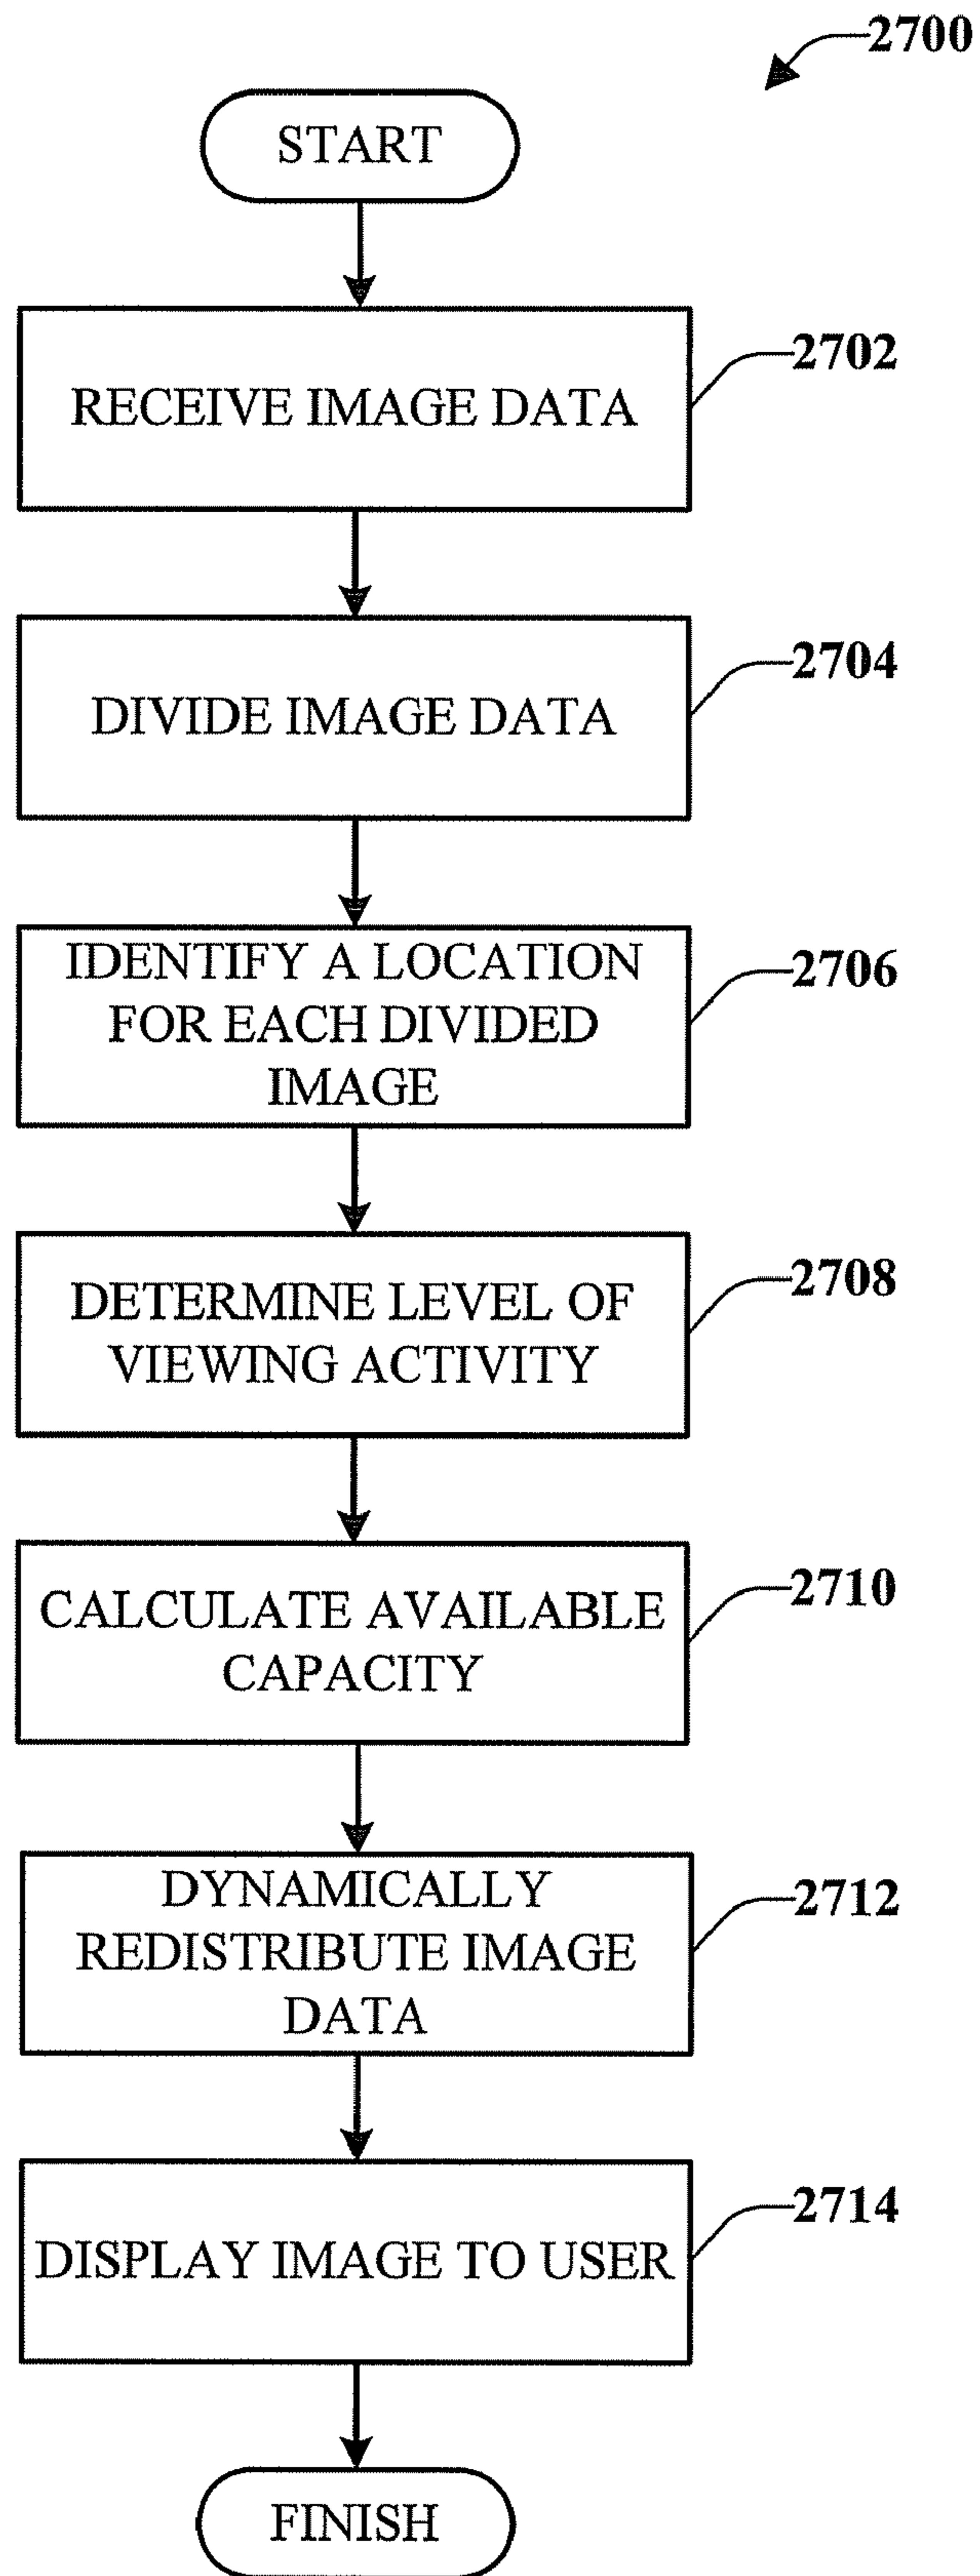 2700
START
RECEIVE IMAGE DATA
2702
DIVIDE IMAGE DATA
2704
IDENTIFY A LOCATION
FOR EACH DIVIDED
IMAGE
2706
DETERMINE LEVEL OF
VIEWING ACTIVITY
2708
CALCULATE AVAILABLE
CAPACITY
2710
DYNAMICALLY
REDISTRIBUTE IMAGE
DATA
2712
DISPLAY IMAGE TO USER
2714
FINISH